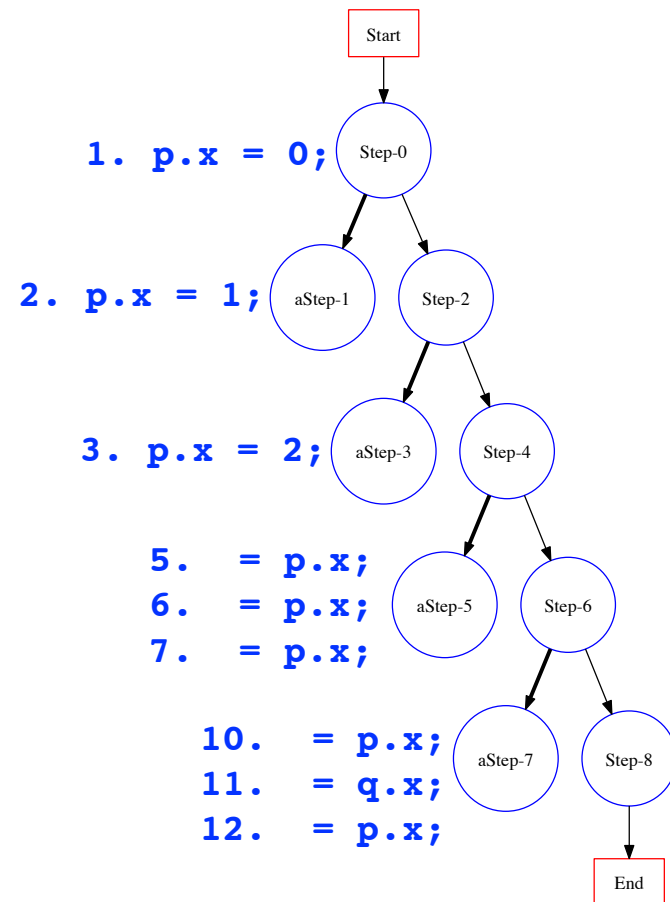 Start
1. p.x = 0;
Step-0
2. p.x = 1;
aStep-1
Step-2
3. p.x = 2;
aStep-3
Step-4
5. = p.x;
6. = p.x;
7. = p.x;
aStep-5
Step-6
10. = p.x;
11. = q.x;
12. = p.x;
aStep-7
Step-8
End